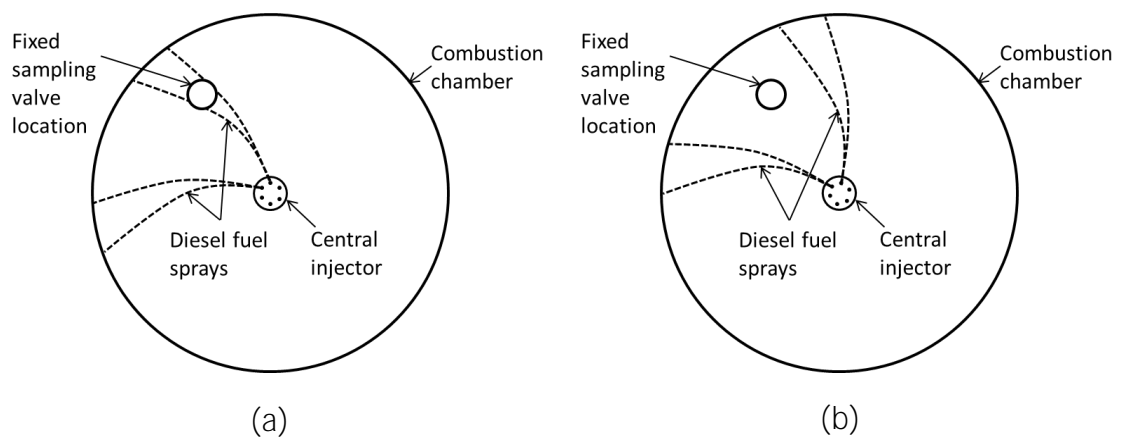 Fixed
sampling
valve
location
Combustion
chamber
Diesel fuel
sprays
Central
injector
(a)
Fixed
sampling
valve
location
Combustion
chamber
Diesel fuel
sprays
Central
injector
(b)